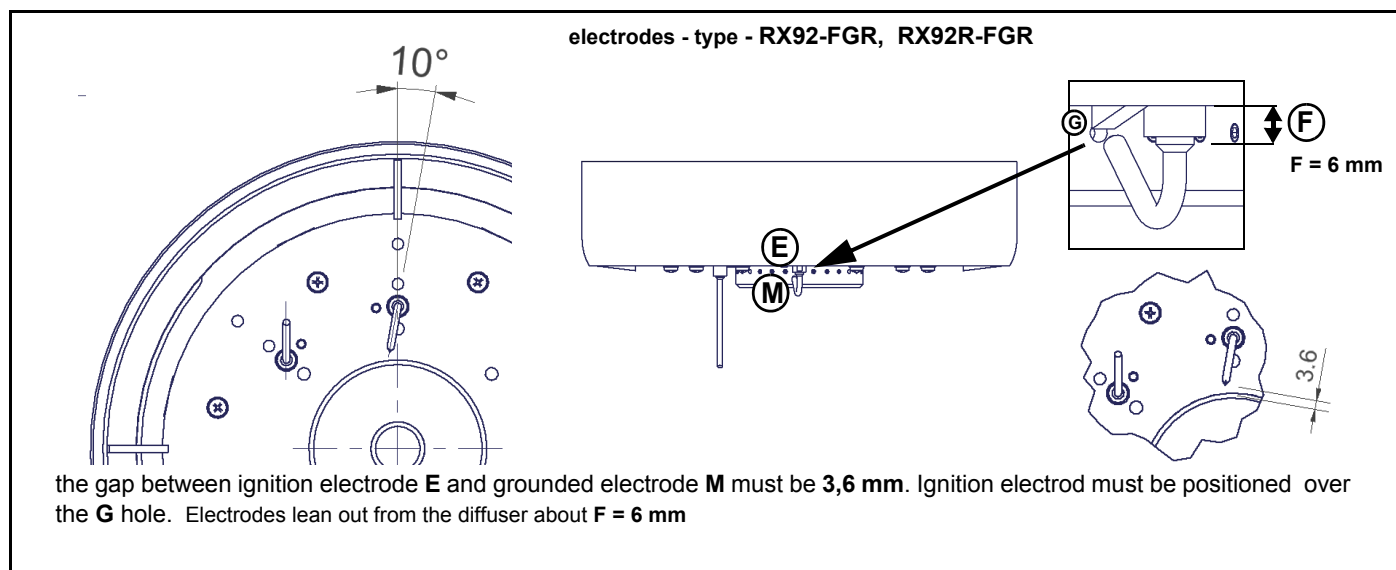 electrodes - type - RX92-FGR, RX92R-FGR
10°
G
F
F = 6 mm
E
M
3.6
the gap between ignition electrode E and grounded electrode M must be 3,6 mm. Ignition electrod must be positioned over
the G hole. Electrodes lean out from the diffuser about F = 6 mm